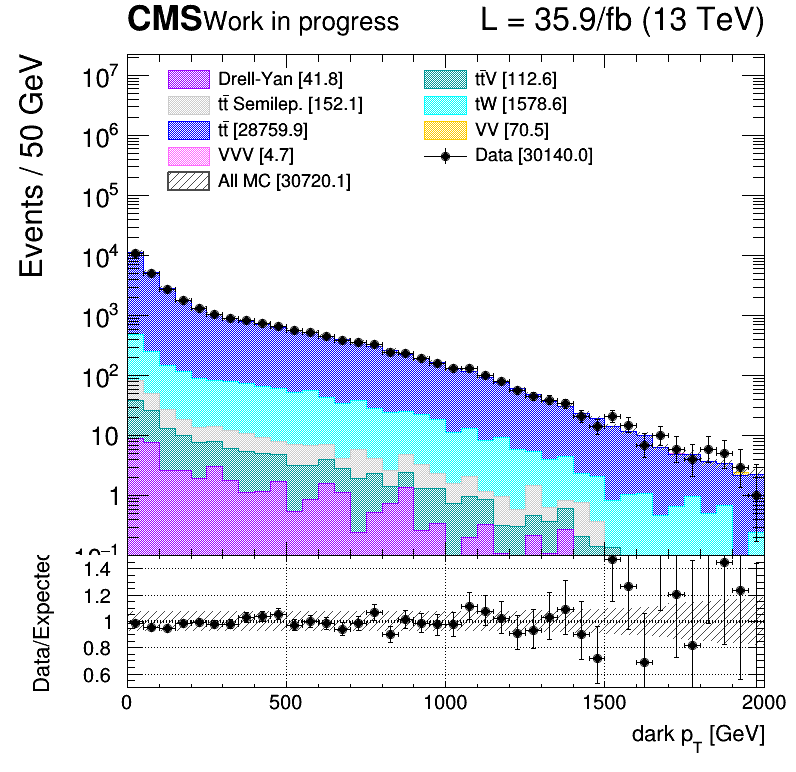 CMS Work in progress L = 35.9/fb (13 TeV)
Drell-Yan [41.8] tt̄V [112.6]
tt̄ Semilep. [152.1] tW [1578.6]
tt̄ [28759.9] VV [70.5]
VVV [4.7] Data [30140.0]
All MC [30720.1]
Events / 50 GeV
10⁷
10⁶
10⁵
10⁴
10³
10²
10
1
10⁻¹
Data/Expected
1.4
1.2
1
0.8
0.6
0 500 1000 1500 2000
dark p_T [GeV]